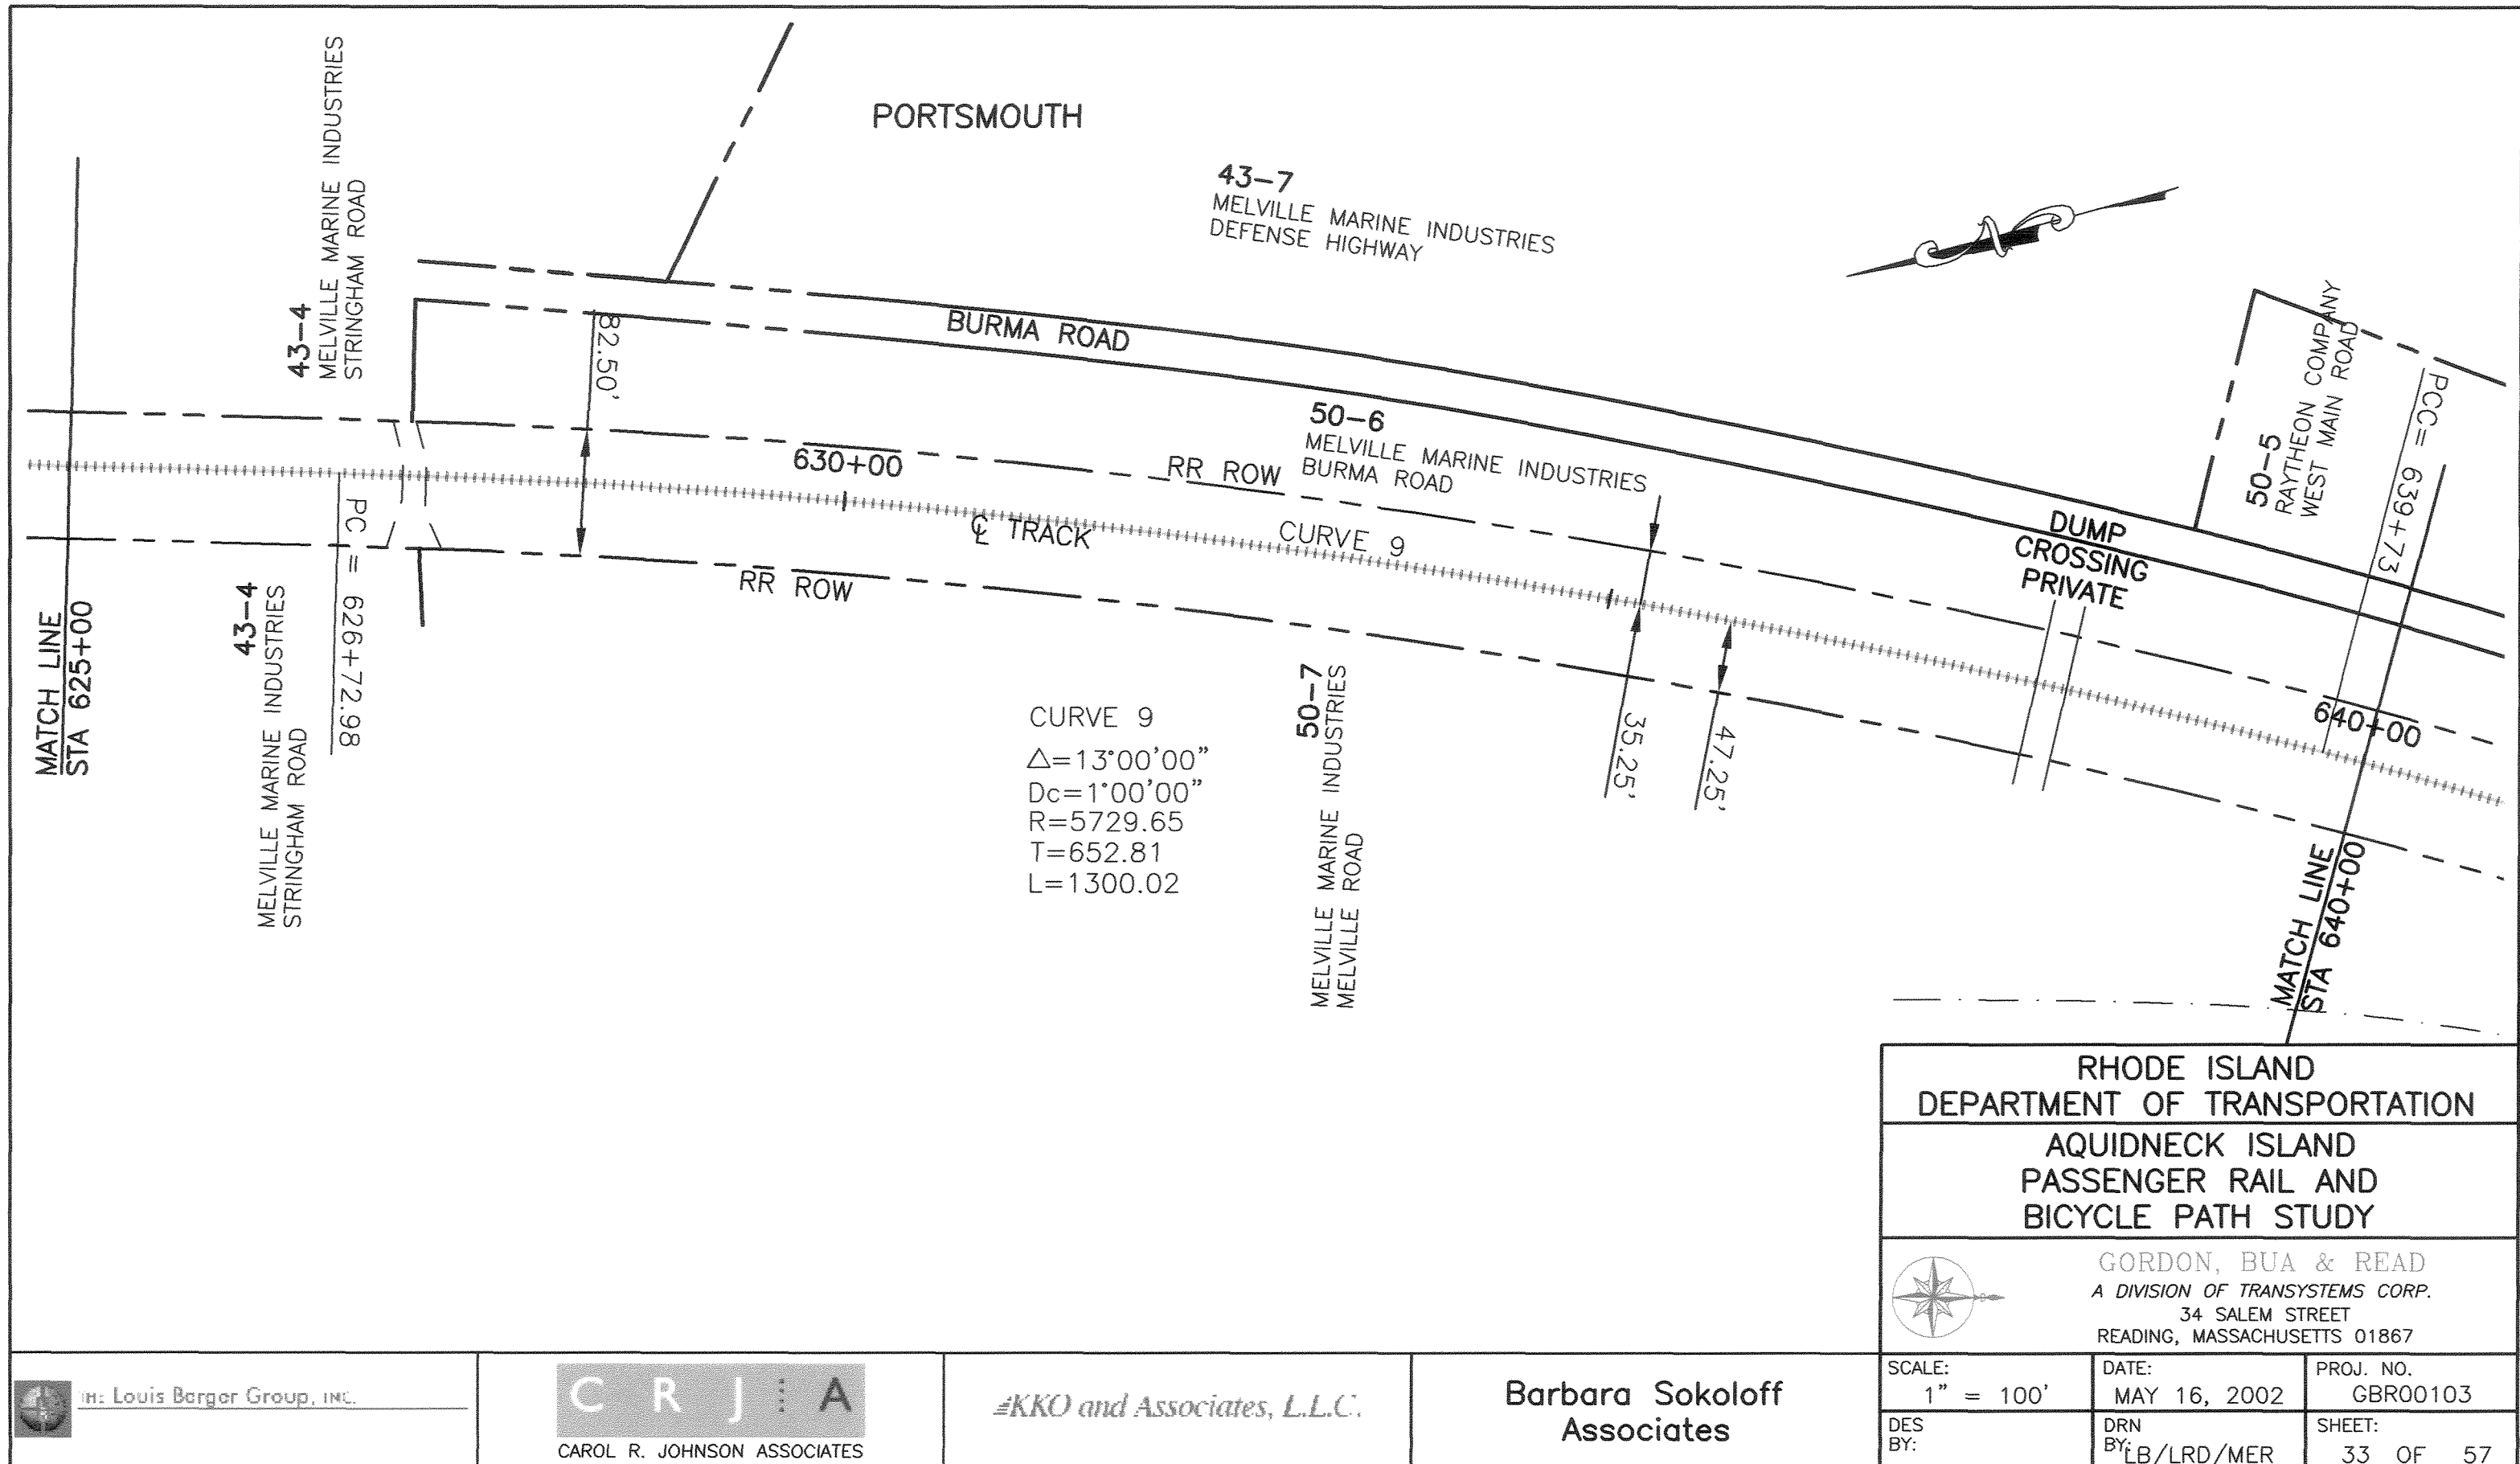 PORTSMOUTH
43-4
MELVILLE MARINE INDUSTRIES
STRINGHAM ROAD
43-7
MELVILLE MARINE INDUSTRIES
DEFENSE HIGHWAY
BURMA ROAD
82.50'
50-6
MELVILLE MARINE INDUSTRIES
BURMA ROAD
50-5
RAYTHEON COMPANY
WEST MAIN ROAD
PCC= 639+73
630+00
RR ROW
℄ TRACK
CURVE 9
RR ROW
DUMP
CROSSING
PRIVATE
640+00
MATCH LINE
STA 625+00
43-4
MELVILLE MARINE INDUSTRIES
STRINGHAM ROAD
PC = 626+72.98
CURVE 9
Δ=13°00'00"
Dc=1°00'00"
R=5729.65
T=652.81
L=1300.02
50-7
MELVILLE MARINE INDUSTRIES
MELVILLE ROAD
35.25'
47.25'
MATCH LINE
STA 640+00
RHODE ISLAND
DEPARTMENT OF TRANSPORTATION
AQUIDNECK ISLAND
PASSENGER RAIL AND
BICYCLE PATH STUDY
GORDON, BUA & READ
A DIVISION OF TRANSYSTEMS CORP.
34 SALEM STREET
READING, MASSACHUSETTS 01867
THE Louis Berger Group, INC.
C R J A
CAROL R. JOHNSON ASSOCIATES
KKO and Associates, L.L.C.
Barbara Sokoloff
Associates
SCALE:
1" = 100'
DATE:
MAY 16, 2002
PROJ. NO.
GBR00103
DES
BY:
DRN
BY: LB/LRD/MER
SHEET:
33 OF 57